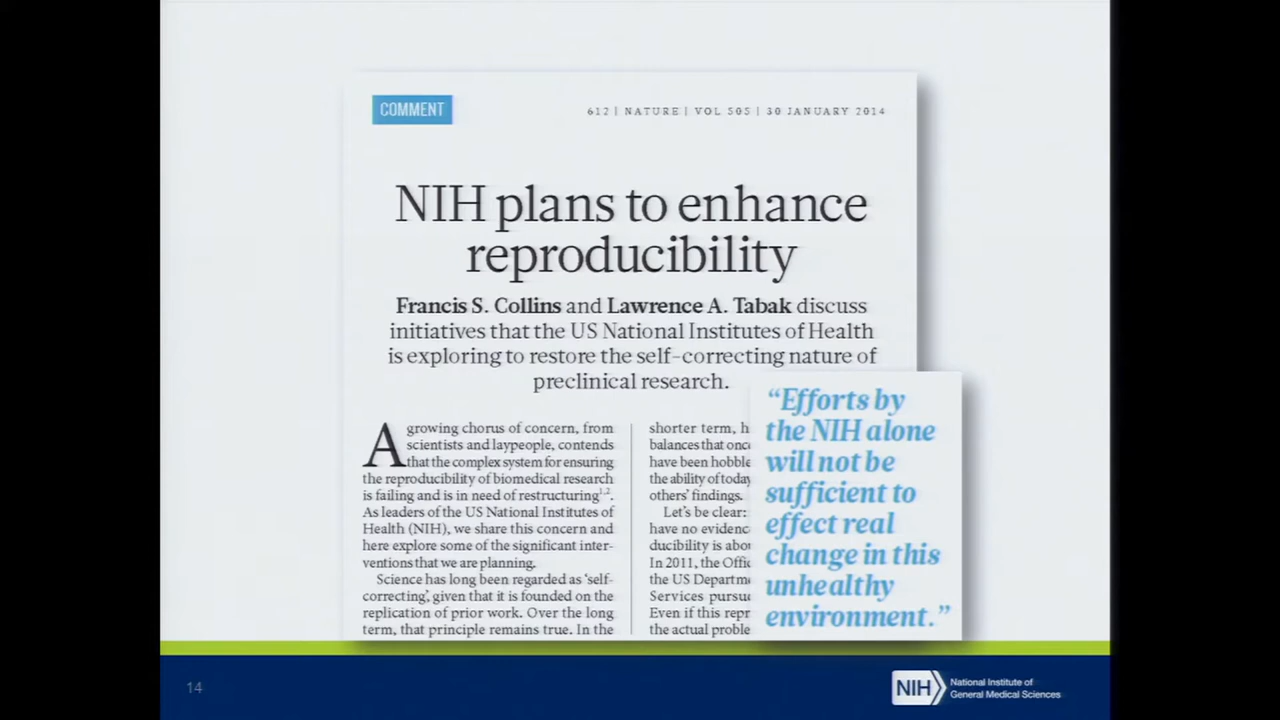 COMMENT
612 | NATURE | VOL 505 | 30 JANUARY 2014
NIH plans to enhance
reproducibility
Francis S. Collins and Lawrence A. Tabak discuss
initiatives that the US National Institutes of Health
is exploring to restore the self-correcting nature of
preclinical research.
A growing chorus of concern, from
scientists and laypeople, contends
that the complex system for ensuring
the reproducibility of biomedical research
is failing and is in need of restructuring1,2.
As leaders of the US National Institutes of
Health (NIH), we share this concern and
here explore some of the significant inter-
ventions that we are planning.
Science has long been regarded as ‘self-
correcting’, given that it is founded on the
replication of prior work. Over the long
term, that principle remains true. In the
shorter term, h
balances that onc
have been hobble
the ability of today
others’ findings.
Let’s be clear:
have no evidenc
ducibility is abou
In 2011, the Offic
the US Departme
Services pursue
Even if this repr
the actual proble
“Efforts by
the NIH alone
will not be
sufficient to
effect real
change in this
unhealthy
environment.”
14
NIH
National Institute of
General Medical Sciences